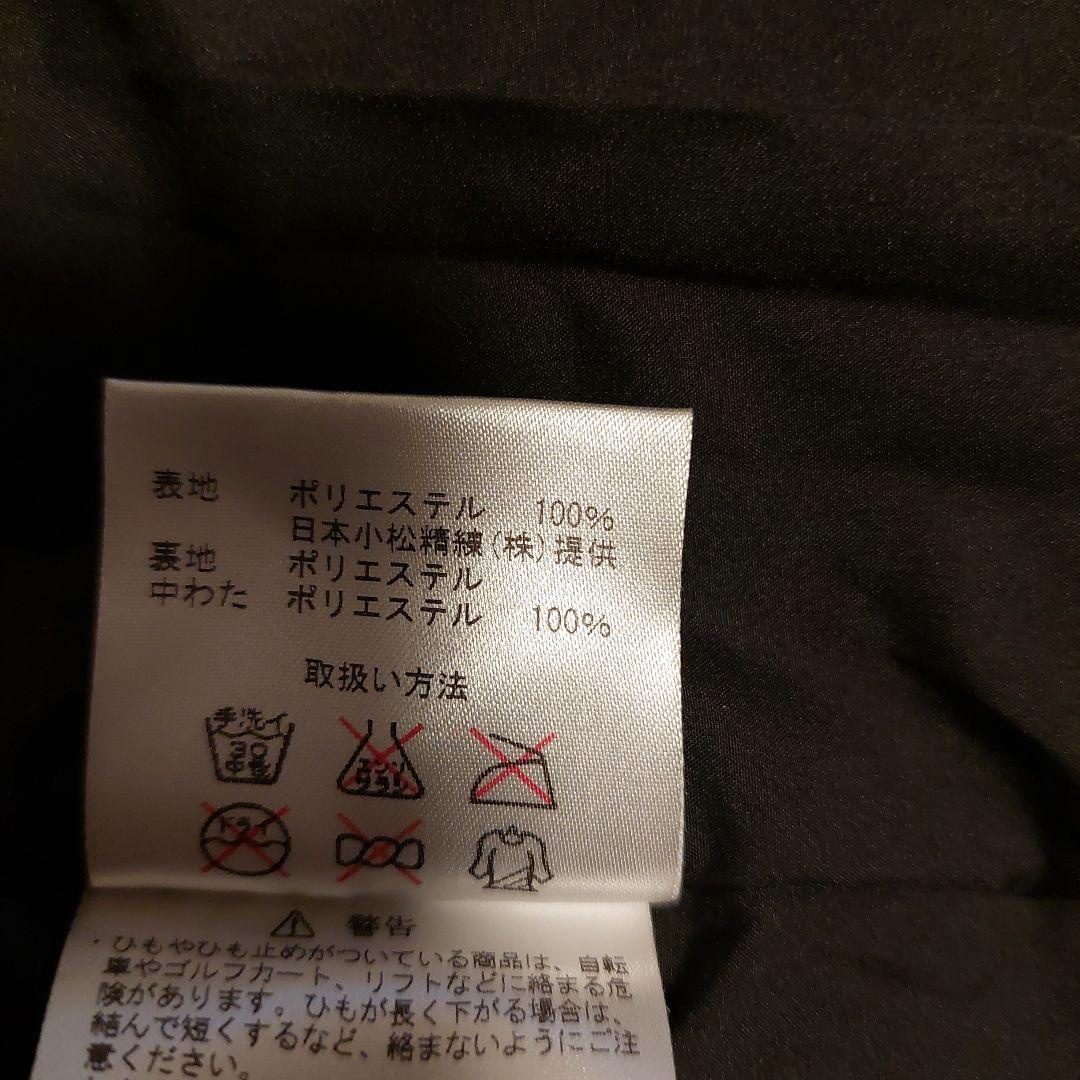 表地 ポリエステル 100%
日本小松精練(株)提供
裏地 ポリエステル
中わた ポリエステル 100%
取扱い方法
手洗イ
30
エンソ
サラシ
ドライ
⚠ 警告
・ひもやひも止めがついている商品は、自転
車やゴルフカート、リフトなどに絡まる危
険があります。ひもが長く下がる場合は、
結んで短くするなど、絡まないようにご注
意ください。